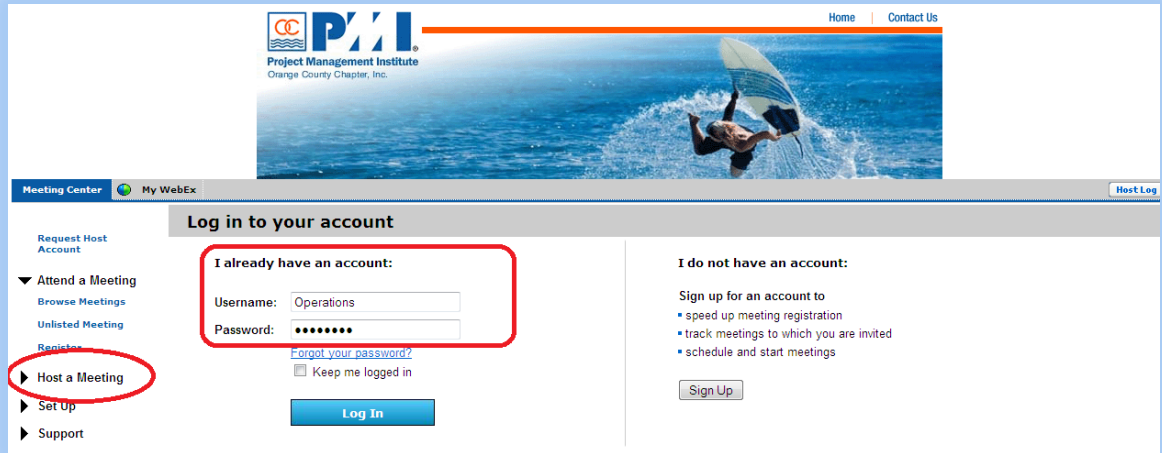 Home | Contact Us
OC PMI®
Project Management Institute
Orange County Chapter, Inc.
Meeting Center My WebEx Host Log
Log in to your account
Request Host
Account
Attend a Meeting
Browse Meetings
Unlisted Meeting
Register
Host a Meeting
Set Up
Support
I already have an account:
Username: Operations
Password: ••••••••
Forgot your password?
Keep me logged in
Log In
I do not have an account:
Sign up for an account to
▪ speed up meeting registration
▪ track meetings to which you are invited
▪ schedule and start meetings
Sign Up